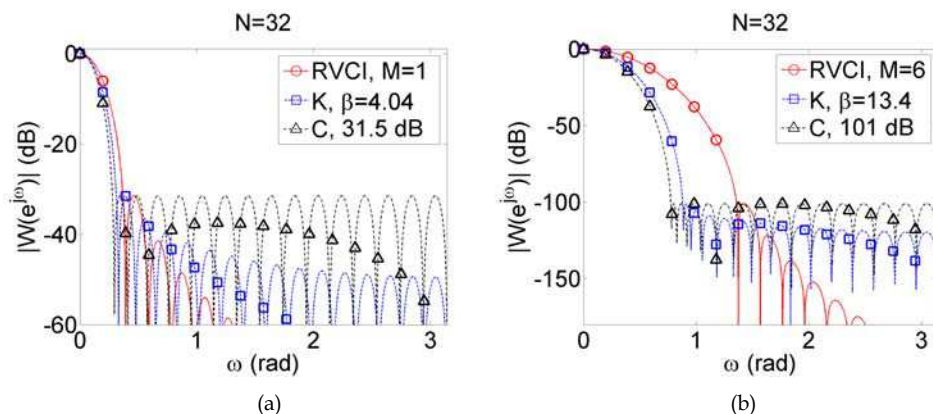 N=32
0
-20
-40
-60
|W(e^{jω})| (dB)
0
1
2
3
ω (rad)
RVCI, M=1
K, β=4.04
C, 31.5 dB
(a)
N=32
0
-50
-100
-150
|W(e^{jω})| (dB)
0
1
2
3
ω (rad)
RVCI, M=6
K, β=13.4
C, 101 dB
(b)